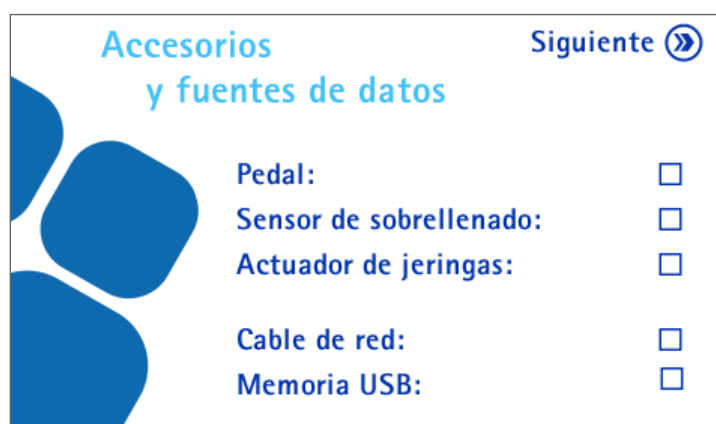 Accesorios
y fuentes de datos
Siguiente
Pedal:
Sensor de sobrellenado:
Actuador de jeringas:
Cable de red:
Memoria USB: